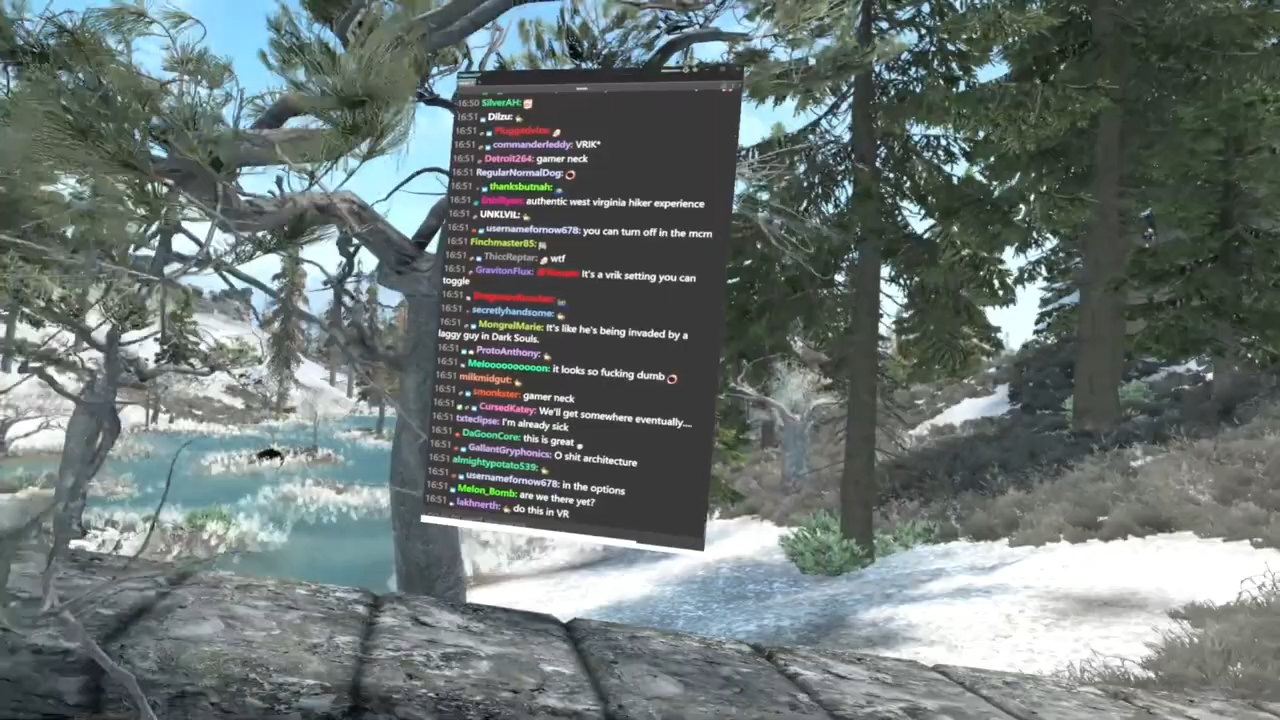 16:50 SilverAH:
16:51 Dilzu:
16:51 Pluggadvizu:
16:51 commanderleddy: VRIK*
16:51 Detroit264: gamer neck
16:51 RegularNormalDog:
16:51 thanksbutnah:
16:51 authentic west virginia hiker experience
16:51 UNKLVIL:
16:51 usernamefornow678: you can turn off in the mcm
16:51 Finchmaster85:
16:51 ThiccReptar: wtf
16:51 GravitonFlux: It's a vrik setting you can
toggle
16:51
16:51 secretlyhandsome:
16:51 MongrelMarie: It's like he's being invaded by a
laggy guy in Dark Souls.
16:51 ProtoAnthony:
16:51 Meloooooooooon: it looks so fucking dumb
16:51 milkmidgut:
16:51 smonkster: gamer neck
16:51 CursedKatey: We'll get somewhere eventually....
16:51 txteclipse: I'm already sick
16:51 DaGoonCore: this is great
16:51 GallantGryphonics: O shit architecture
16:51 almightypotato539:
16:51 usernamefornow678: in the options
16:51 Melon_Bomb: are we there yet?
16:51 lakhnerth: do this in VR